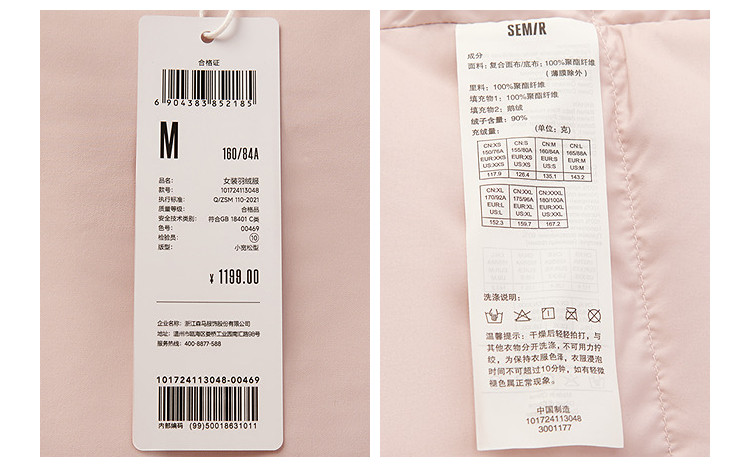 合格证
6 904383 852185
M
160/84A
品名: 女装羽绒服
款号: 101724113048
执行标准: Q/ZSM 110-2021
质量等级: 合格品
安全技术类别: 符合GB 18401 C类
色号: 00469
检验员: ⑩
版型: 小宽松型
¥ 1199.00
企业名称: 浙江森马服饰股份有限公司
地址: 温州市瓯海区娄桥工业园南汇路98号
服务热线: 400-8877-588
101724113048-00469
内部编码 (99)50018631011
SEM/R
成分
面料: 复合面布/底布: 100%聚酯纤维
(薄膜除外)
里料: 100%聚酯纤维
填充物1: 100%聚酯纤维
填充物2: 鹅绒
绒子含量: 90%
充绒量: (单位: 克)
CN:XS CN:S CN:M CN:L
150/76A 155/80A 160/84A 165/88A
EUR:XXS EUR:XS EUR:S EUR:M
US:XXS US:XS US:S US:M
117.9 126.4 135.1 143.2
CN:XL CN:XXL CN:XXXL
170/92A 175/96A 180/100A
EUR:L EUR:XL EUR:XXL
US:L US:XL US:XXL
152.3 159.7 167.2
洗涤说明:
温馨提示: 干燥后轻轻拍打, 与
其他衣物分开洗涤, 不可用力拧
绞, 为保持衣服色泽, 衣服浸泡
时间不可超过10分钟, 如有轻微
褪色属正常现象。
中国制造
101724113048
3001177